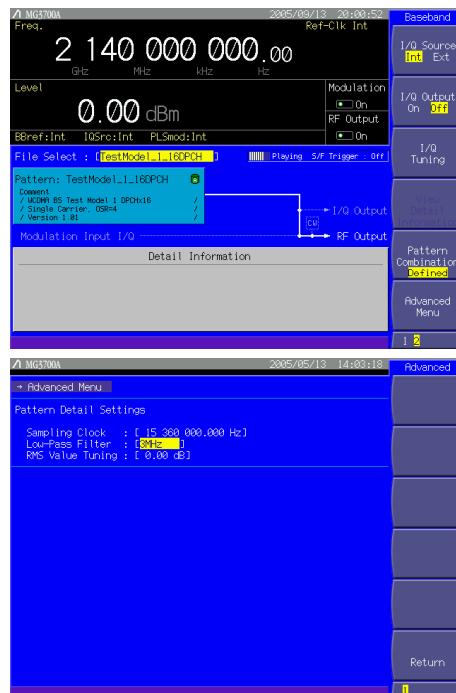 MG3700A 2005/09/13 20:00:52 Baseband
Freq. Ref-Clk Int
2 140 000 000.00
GHz MHz kHz Hz
I/Q Source
Int Ext
Level Modulation
0.00 dBm
On
RF Output
On
I/Q Output
On Off
BBref:Int IQSrc:Int PLSmod:Int
File Select : [TestModel_1_16DPCH ] Playing S/F Trigger : Off
I/Q
Tuning
Pattern: TestModel_1_16DPCH
Comment
/ WCDMA BS Test Model 1 DPCHx16 /
/ Single Carrier, OSR=4 /
/ Version 1.01 /
I/Q Output
CW
Modulation Input I/Q RF Output
View
Detail
Information
Detail Information
Pattern
Combination
Defined
Advanced
Menu
1 2
MG3700A 2005/05/13 14:03:18 Advanced
→ Advanced Menu
Pattern Detail Settings
Sampling Clock : [ 15 360 000.000 Hz]
Low-Pass Filter : [3MHz ]
RMS Value Tuning : [ 0.00 dB]
Return
1